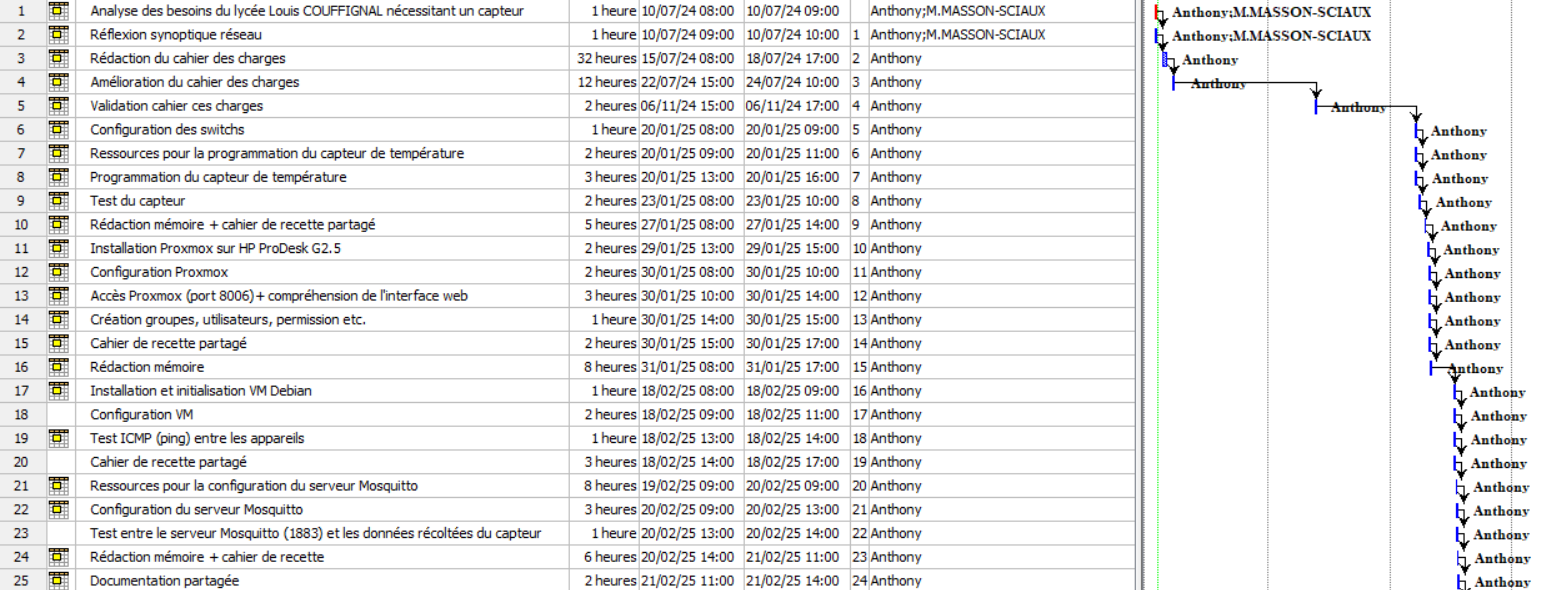 1 Analyse des besoins du lycée Louis COUFFIGNAL nécessitant un capteur 1 heure 10/07/24 08:00 10/07/24 09:00 Anthony;M.MASSON-SCIAUX Anthony;M.MASSON-SCIAUX
2 Réflexion synoptique réseau 1 heure 10/07/24 09:00 10/07/24 10:00 1 Anthony;M.MASSON-SCIAUX Anthony;M.MASSON-SCIAUX
3 Rédaction du cahier des charges 32 heures 15/07/24 08:00 18/07/24 17:00 2 Anthony Anthony
4 Amélioration du cahier des charges 12 heures 22/07/24 15:00 24/07/24 10:00 3 Anthony Anthony
5 Validation cahier ces charges 2 heures 06/11/24 15:00 06/11/24 17:00 4 Anthony Anthony
6 Configuration des switchs 1 heure 20/01/25 08:00 20/01/25 09:00 5 Anthony Anthony
7 Ressources pour la programmation du capteur de température 2 heures 20/01/25 09:00 20/01/25 11:00 6 Anthony Anthony
8 Programmation du capteur de température 3 heures 20/01/25 13:00 20/01/25 16:00 7 Anthony Anthony
9 Test du capteur 2 heures 23/01/25 08:00 23/01/25 10:00 8 Anthony Anthony
10 Rédaction mémoire + cahier de recette partagé 5 heures 27/01/25 08:00 27/01/25 14:00 9 Anthony Anthony
11 Installation Proxmox sur HP ProDesk G2.5 2 heures 29/01/25 13:00 29/01/25 15:00 10 Anthony Anthony
12 Configuration Proxmox 2 heures 30/01/25 08:00 30/01/25 10:00 11 Anthony Anthony
13 Accès Proxmox (port 8006)+ compréhension de l'interface web 3 heures 30/01/25 10:00 30/01/25 14:00 12 Anthony Anthony
14 Création groupes, utilisateurs, permission etc. 1 heure 30/01/25 14:00 30/01/25 15:00 13 Anthony Anthony
15 Cahier de recette partagé 2 heures 30/01/25 15:00 30/01/25 17:00 14 Anthony Anthony
16 Rédaction mémoire 8 heures 31/01/25 08:00 31/01/25 17:00 15 Anthony Anthony
17 Installation et initialisation VM Debian 1 heure 18/02/25 08:00 18/02/25 09:00 16 Anthony Anthony
18 Configuration VM 2 heures 18/02/25 09:00 18/02/25 11:00 17 Anthony Anthony
19 Test ICMP (ping) entre les appareils 1 heure 18/02/25 13:00 18/02/25 14:00 18 Anthony Anthony
20 Cahier de recette partagé 3 heures 18/02/25 14:00 18/02/25 17:00 19 Anthony Anthony
21 Ressources pour la configuration du serveur Mosquitto 8 heures 19/02/25 09:00 20/02/25 09:00 20 Anthony Anthony
22 Configuration du serveur Mosquitto 3 heures 20/02/25 09:00 20/02/25 13:00 21 Anthony Anthony
23 Test entre le serveur Mosquitto (1883) et les données récoltées du capteur 1 heure 20/02/25 13:00 20/02/25 14:00 22 Anthony Anthony
24 Rédaction mémoire + cahier de recette 6 heures 20/02/25 14:00 21/02/25 11:00 23 Anthony Anthony
25 Documentation partagée 2 heures 21/02/25 11:00 21/02/25 14:00 24 Anthony Anthony